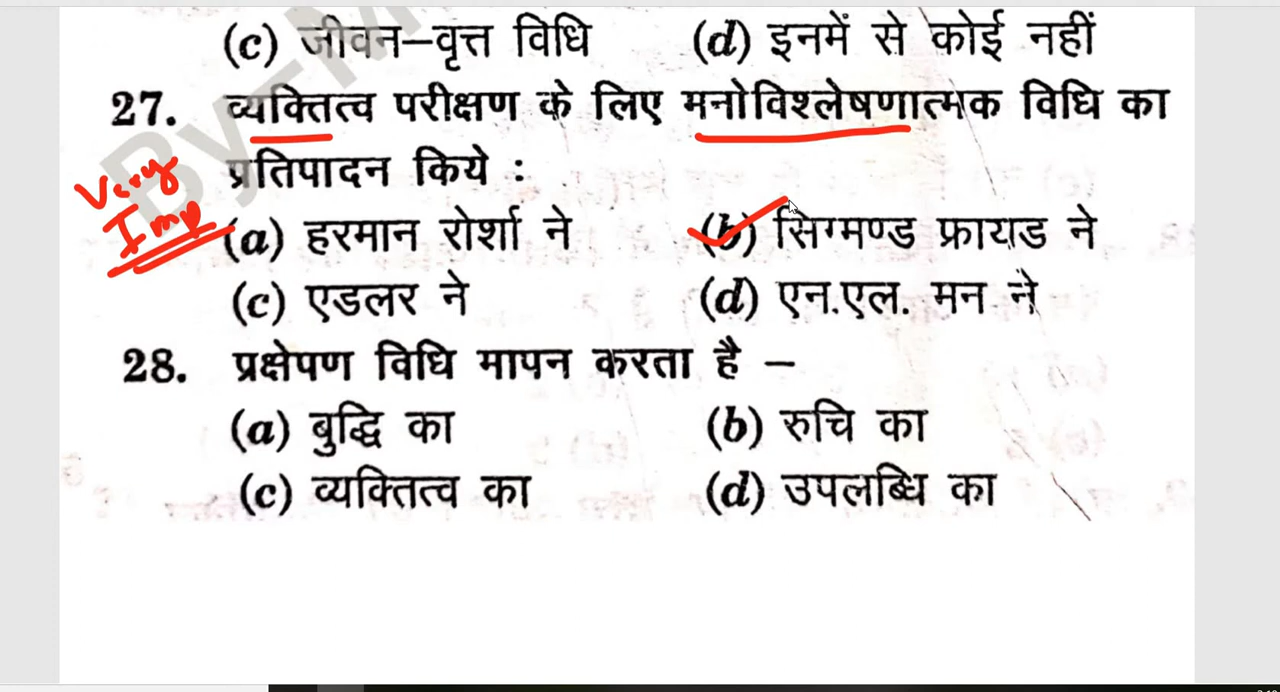 (c) जीवन-वृत्त विधि (d) इनमें से कोई नहीं
27. व्यक्तित्व परीक्षण के लिए मनोविश्लेषणात्मक विधि का
प्रतिपादन किये :
Very
Imp
(a) हरमान रोर्शा ने (b) सिग्मण्ड फ्रायड ने
(c) एडलर ने (d) एन.एल. मन ने
28. प्रक्षेपण विधि मापन करता है –
(a) बुद्धि का (b) रुचि का
(c) व्यक्तित्व का (d) उपलब्धि का